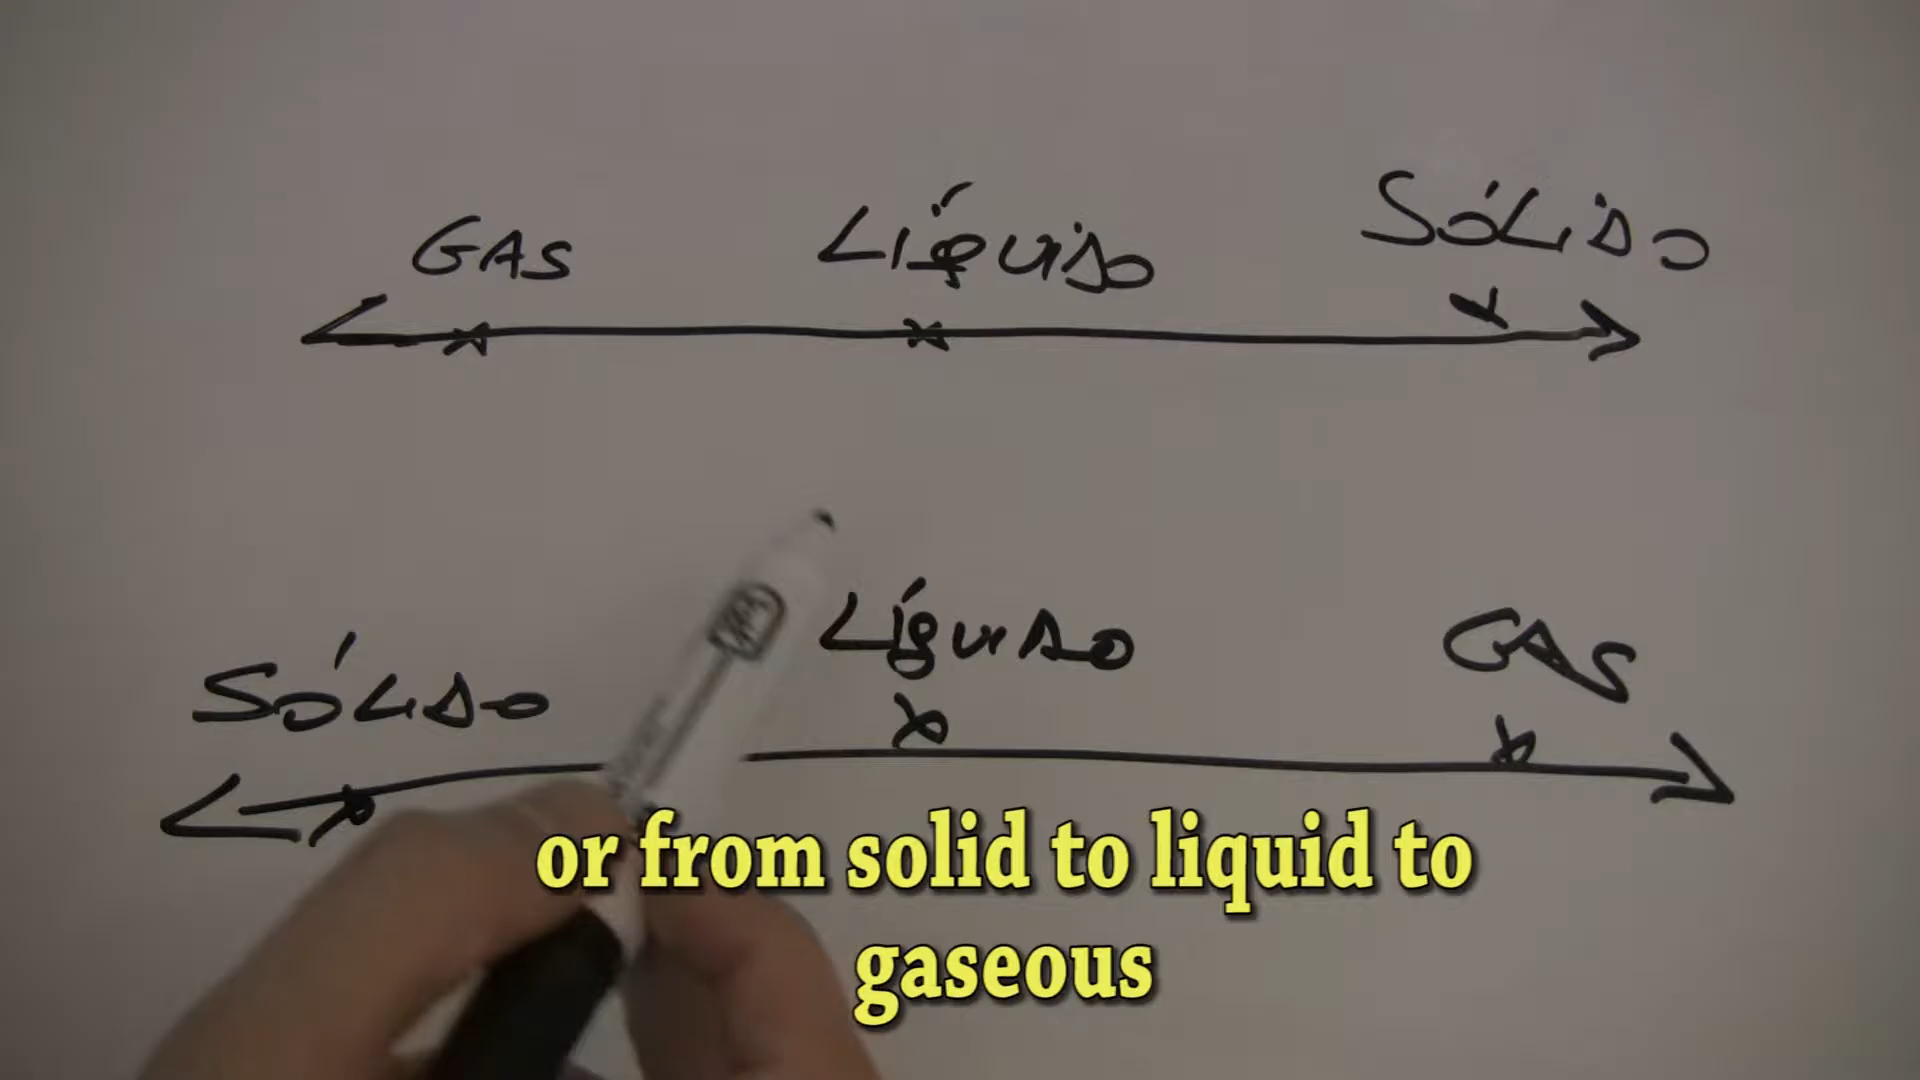 GAS LÍQUIDO SÓLIDO
SÓLIDO LÍQUIDO GAS
or from solid to liquid to
gaseous